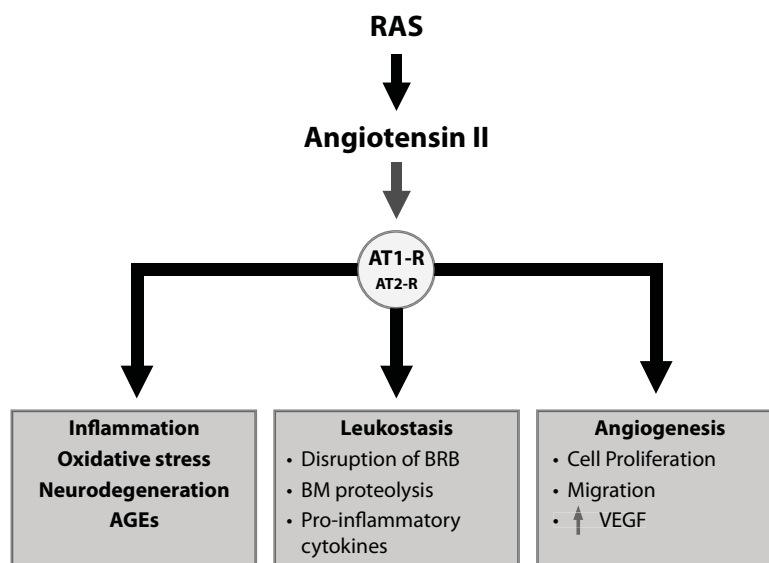 RAS
Angiotensin II
AT1-R
AT2-R
Inflammation
Oxidative stress
Neurodegeneration
AGEs
Leukostasis
• Disruption of BRB
• BM proteolysis
• Pro-inflammatory
cytokines
Angiogenesis
• Cell Proliferation
• Migration
• ↑ VEGF